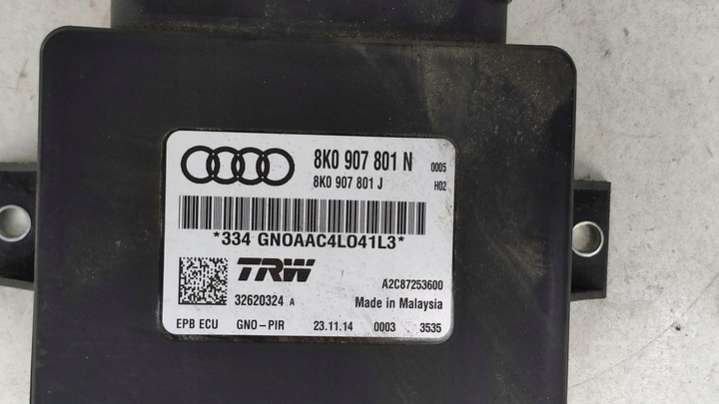 8K0 907 801 N 0005
8K0 907 801 J H02
*334 GN0AAC4L041L3*
TRW
A2C87253600
32620324 A Made in Malaysia
EPB ECU GNO-PIR 23.11.14 0003 3535